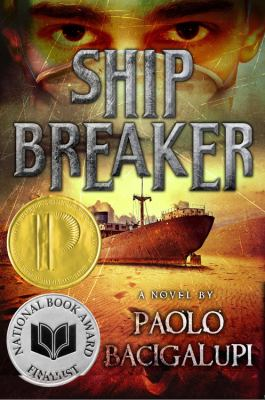 SHIP
BREAKER
A NOVEL BY
PAOLO
BACIGALUPI
NATIONAL BOOK AWARD
FINALIST